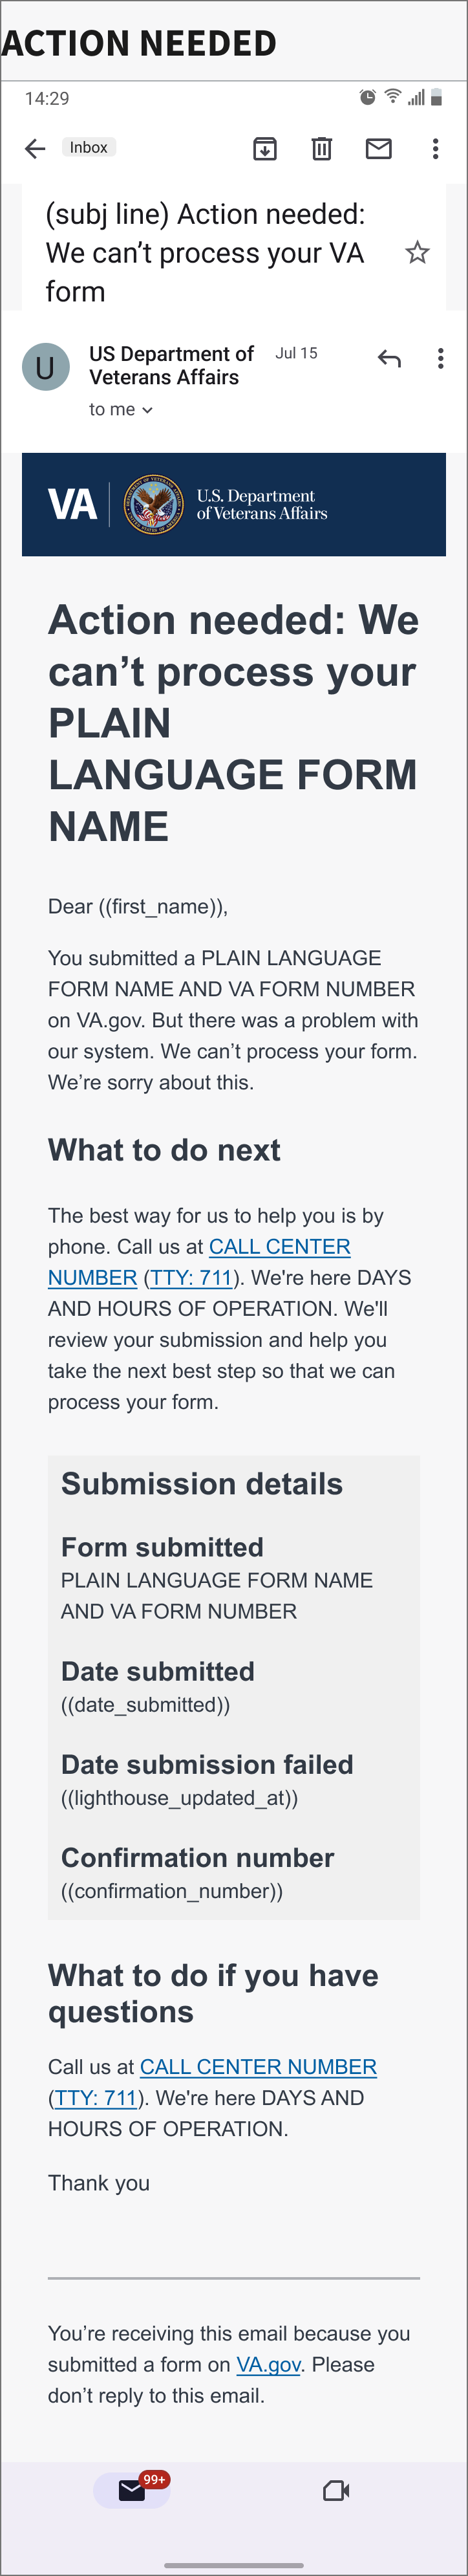 ACTION NEEDED
14:29
Inbox
(subj line) Action needed:
We can’t process your VA
form
U
US Department of
Veterans Affairs
Jul 15
to me
VA
U.S. Department
of Veterans Affairs
Action needed: We
can’t process your
PLAIN
LANGUAGE FORM
NAME
Dear ((first_name)),
You submitted a PLAIN LANGUAGE
FORM NAME AND VA FORM NUMBER
on VA.gov. But there was a problem with
our system. We can’t process your form.
We’re sorry about this.
What to do next
The best way for us to help you is by
phone. Call us at CALL CENTER
NUMBER (TTY: 711). We're here DAYS
AND HOURS OF OPERATION. We'll
review your submission and help you
take the next best step so that we can
process your form.
Submission details
Form submitted
PLAIN LANGUAGE FORM NAME
AND VA FORM NUMBER
Date submitted
((date_submitted))
Date submission failed
((lighthouse_updated_at))
Confirmation number
((confirmation_number))
What to do if you have
questions
Call us at CALL CENTER NUMBER
(TTY: 711). We're here DAYS AND
HOURS OF OPERATION.
Thank you
You’re receiving this email because you
submitted a form on VA.gov. Please
don’t reply to this email.
99+